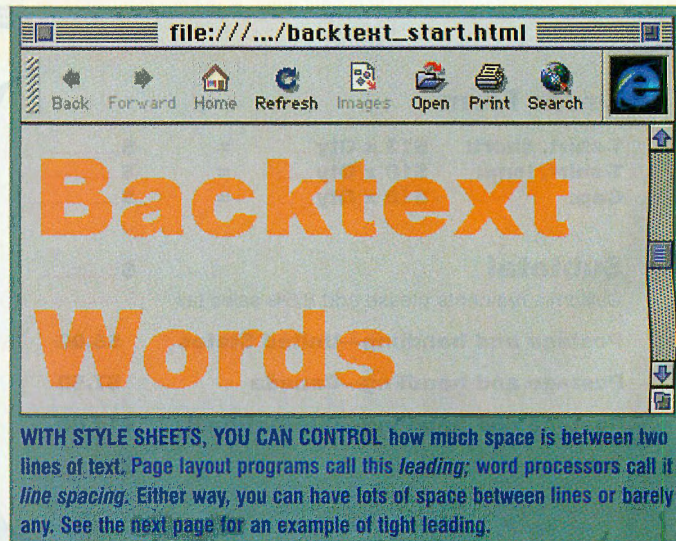 file:///.../backtext_start.html
Back Forward Home Refresh Images Open Print Search
Backtext
Words
WITH STYLE SHEETS, YOU CAN CONTROL how much space is between two
lines of text. Page layout programs call this leading; word processors call it
line spacing. Either way, you can have lots of space between lines or barely
any. See the next page for an example of tight leading.